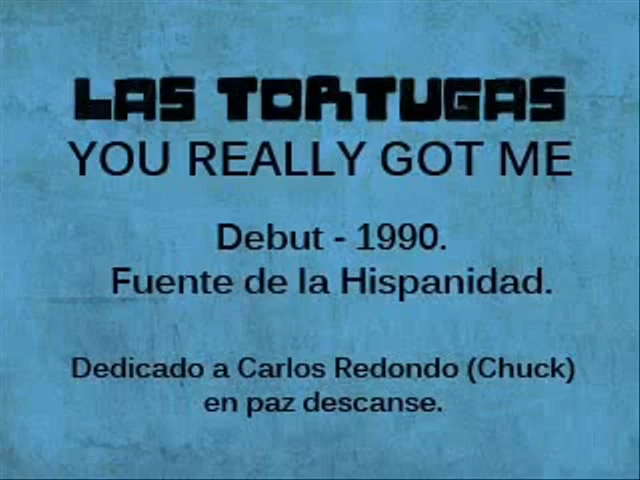 LAS TORTUGAS
YOU REALLY GOT ME
Debut - 1990.
Fuente de la Hispanidad.
Dedicado a Carlos Redondo (Chuck)
en paz descanse.